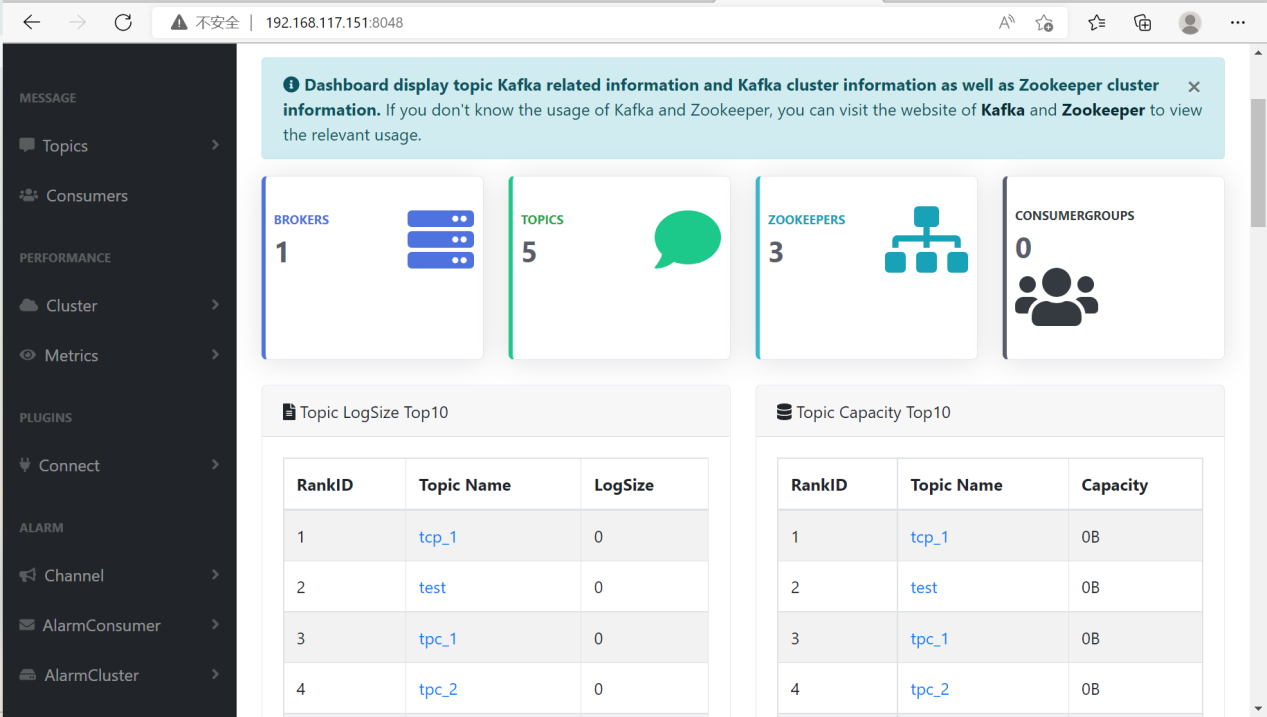 不安全 | 192.168.117.151:8048
MESSAGE
Topics
Consumers
PERFORMANCE
Cluster
Metrics
PLUGINS
Connect
ALARM
Channel
AlarmConsumer
AlarmCluster
Dashboard display topic Kafka related information and Kafka cluster information as well as Zookeeper cluster
information. If you don't know the usage of Kafka and Zookeeper, you can visit the website of Kafka and Zookeeper to view
the relevant usage.
BROKERS
1
TOPICS
5
ZOOKEEPERS
3
CONSUMERGROUPS
0
Topic LogSize Top10
RankID Topic Name LogSize
1 tcp_1 0
2 test 0
3 tpc_1 0
4 tpc_2 0
Topic Capacity Top10
RankID Topic Name Capacity
1 tcp_1 0B
2 test 0B
3 tpc_1 0B
4 tpc_2 0B